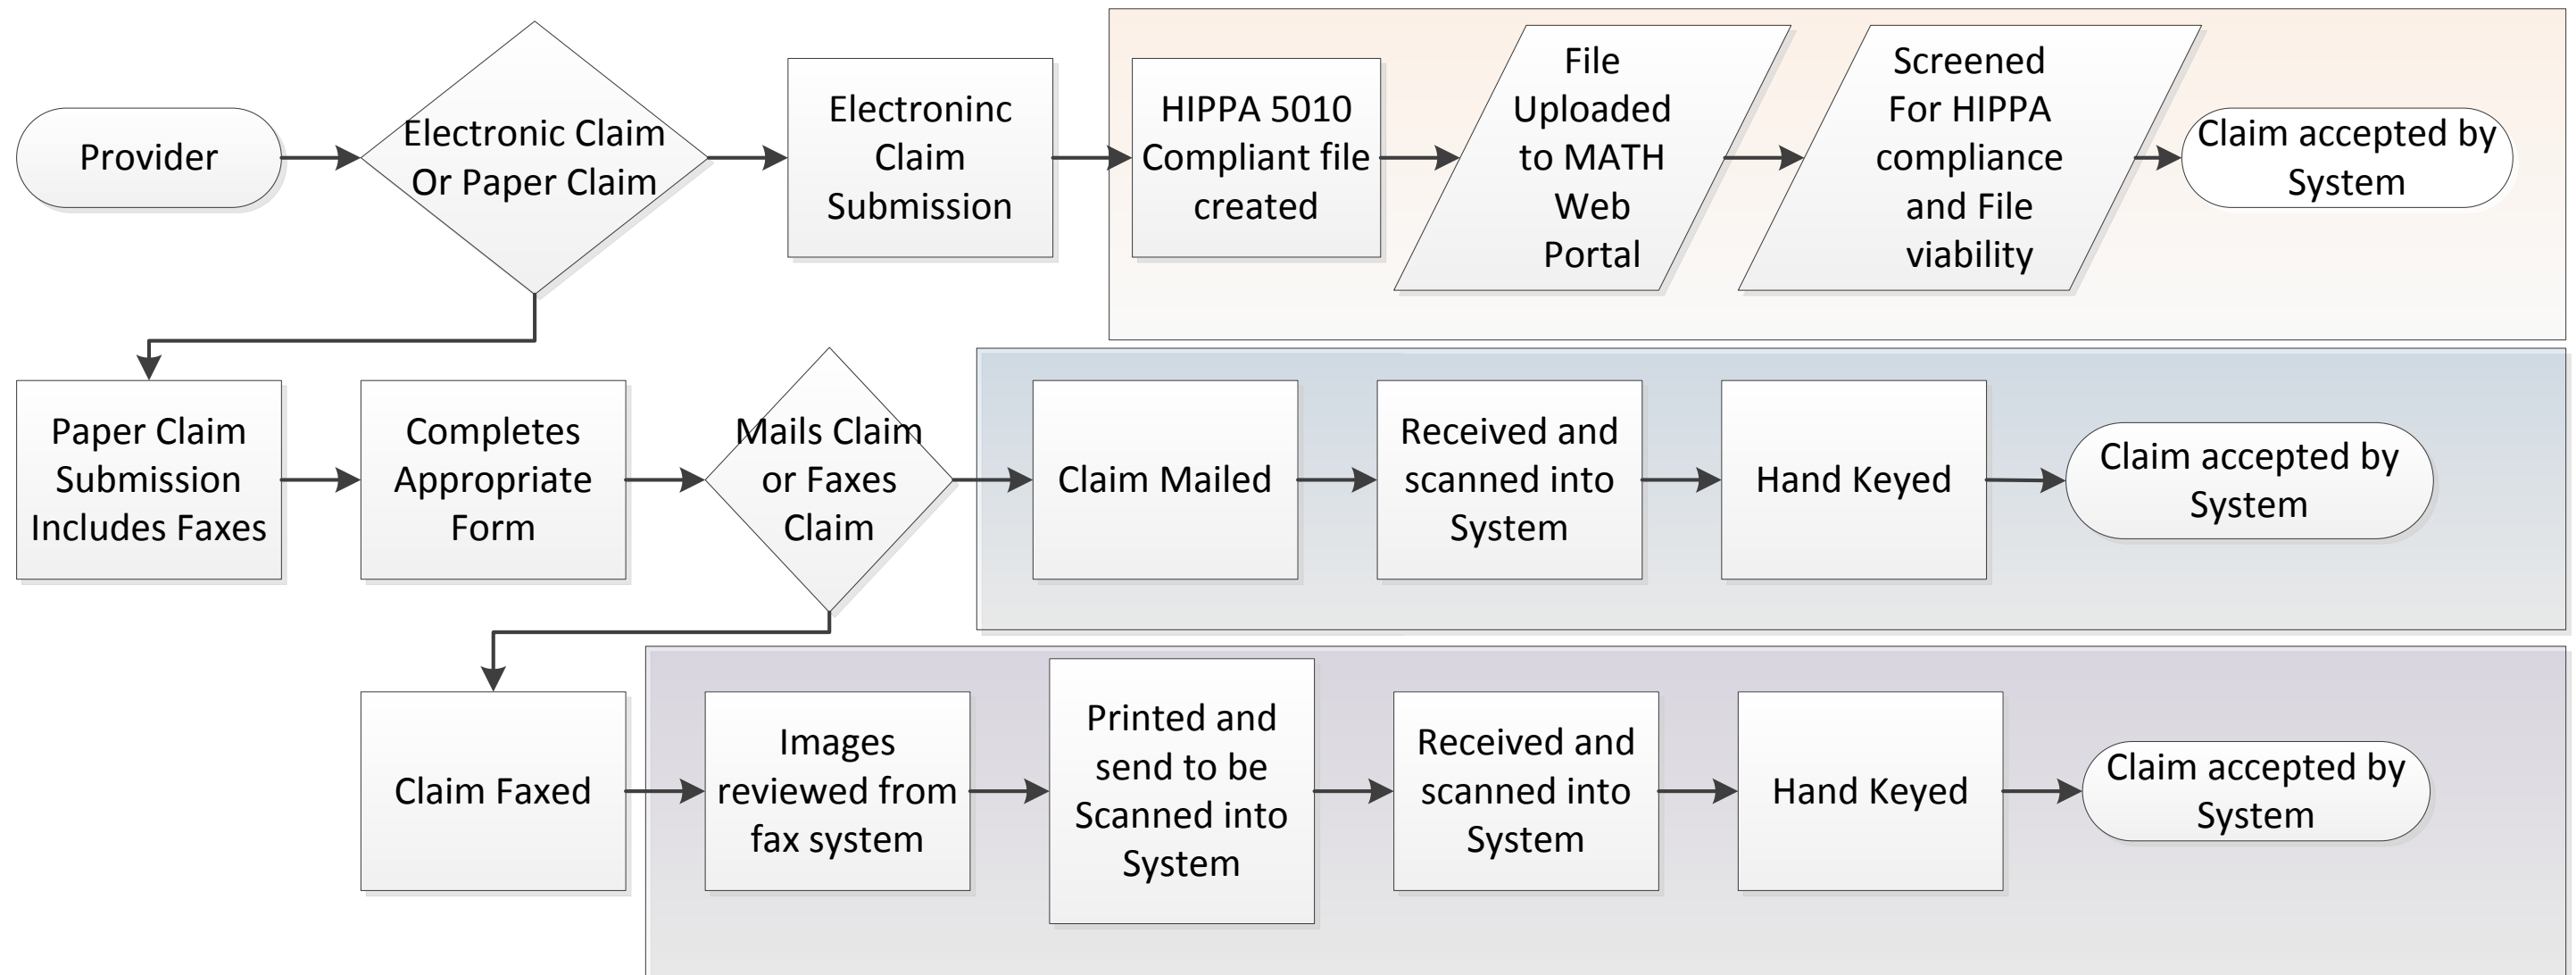 Provider
Electronic Claim
Or Paper Claim
Electroninc
Claim
Submission
HIPPA 5010
Compliant file
created
File
Uploaded
to MATH
Web
Portal
Screened
For HIPPA
compliance
and File
viability
Claim accepted by
System
Paper Claim
Submission
Includes Faxes
Completes
Appropriate
Form
Mails Claim
or Faxes
Claim
Claim Mailed
Received and
scanned into
System
Hand Keyed
Claim accepted by
System
Claim Faxed
Images
reviewed from
fax system
Printed and
send to be
Scanned into
System
Received and
scanned into
System
Hand Keyed
Claim accepted by
System